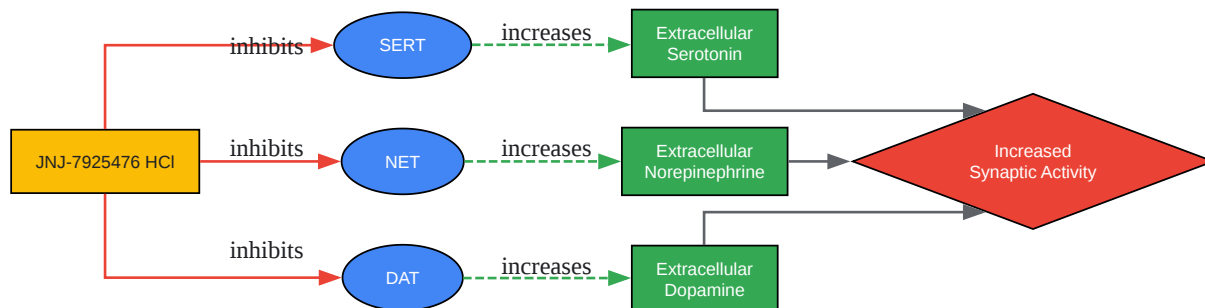 inhibits
SERT
increases
Extracellular
Serotonin
JNJ-7925476 HCl
inhibits
NET
increases
Extracellular
Norepinephrine
Increased
Synaptic Activity
inhibits
DAT
increases
Extracellular
Dopamine